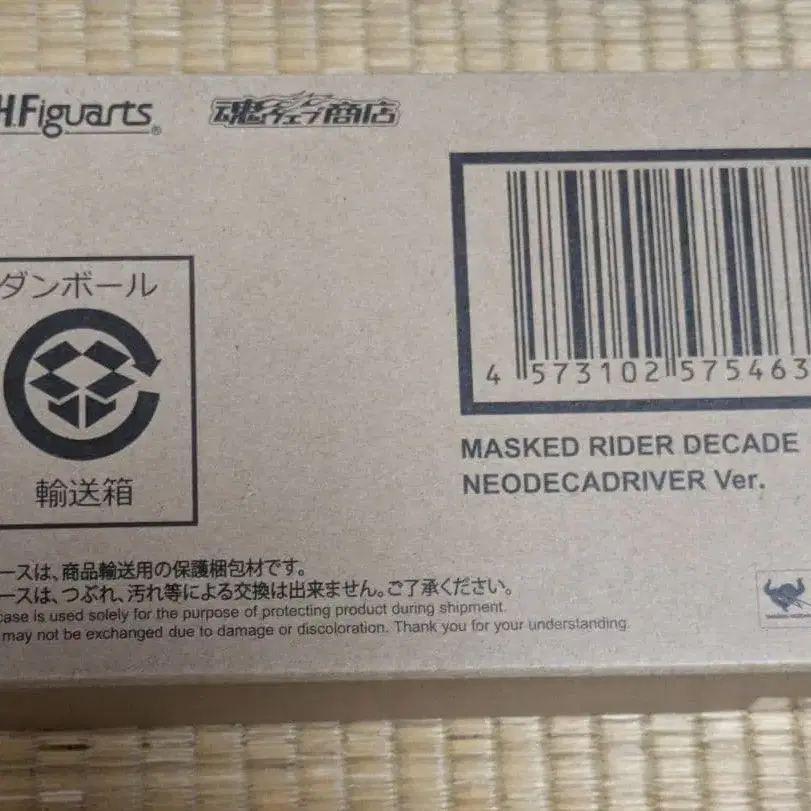 H.Figuarts®
魂ウェブ商店
ダンボール
輸送箱
4 573102 575463
MASKED RIDER DECADE
NEODECADRIVER Ver.
ースは、商品輸送用の保護梱包材です。
ースは、つぶれ、汚れ等による交換は出来ません。ご了承ください。
case is used solely for the purpose of protecting product during shipment.
may not be exchanged due to damage or discoloration. Thank you for your understanding.